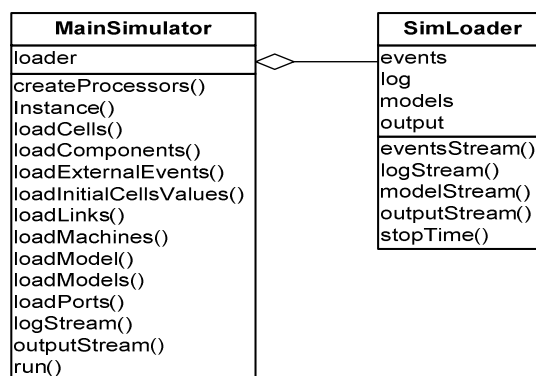 MainSimulator
loader
createProcessors()
Instance()
loadCells()
loadComponents()
loadExternalEvents()
loadInitialCellsValues()
loadLinks()
loadMachines()
loadModel()
loadModels()
loadPorts()
logStream()
outputStream()
run()
SimLoader
events
log
models
output
eventsStream()
logStream()
modelStream()
outputStream()
stopTime()